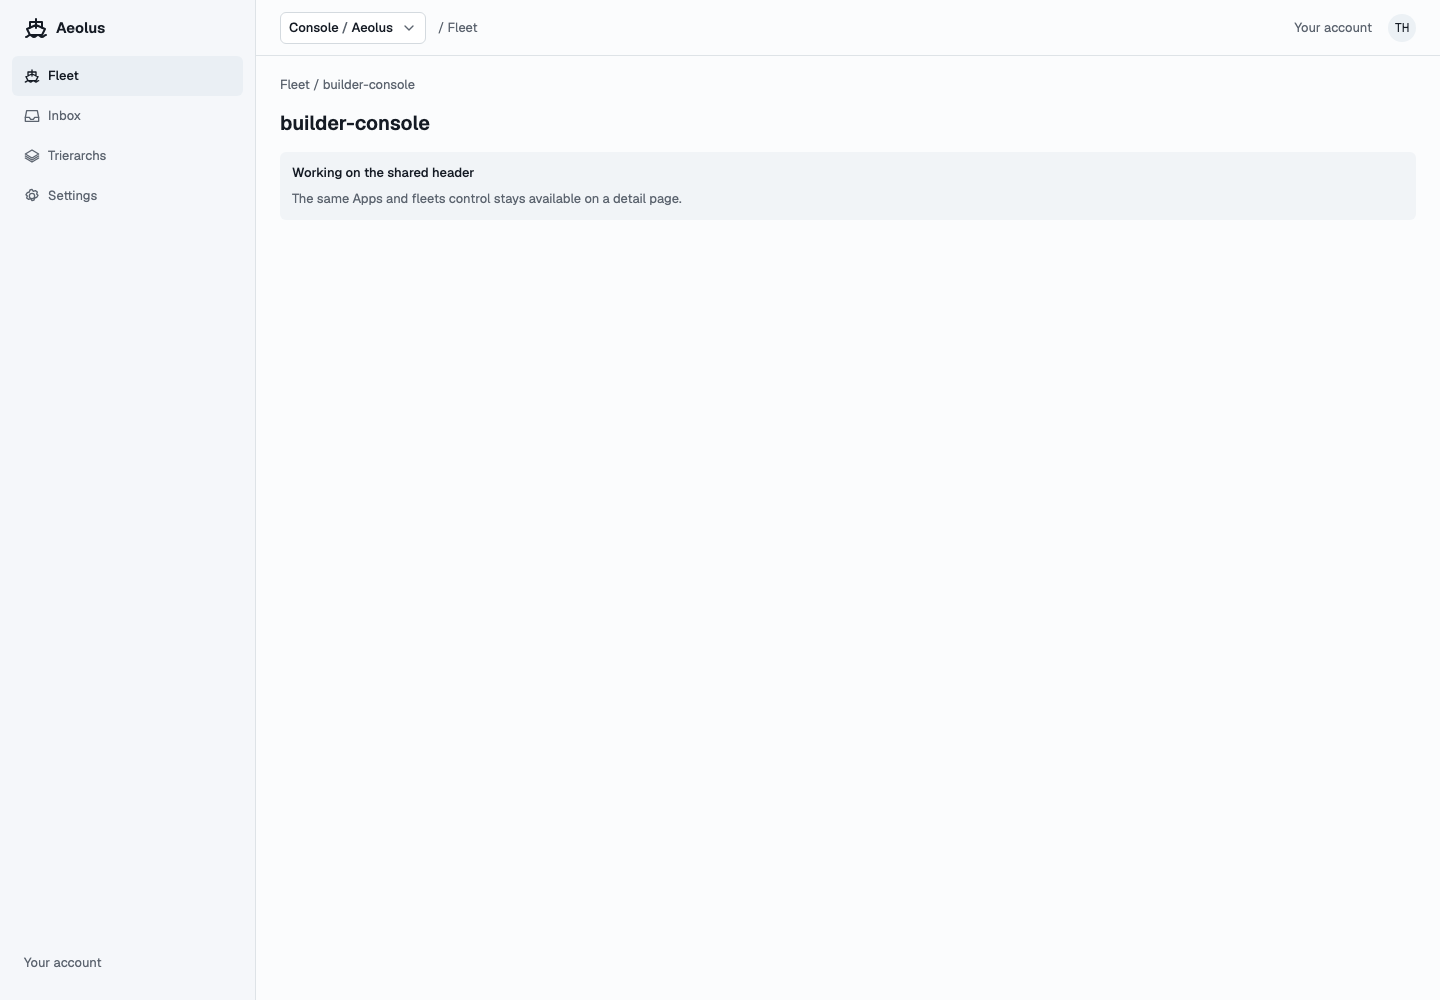 Aeolus
Console / Aeolus
/ Fleet
Your account
TH
Fleet
Inbox
Trierarchs
Settings
Fleet / builder-console
builder-console
Working on the shared header
The same Apps and fleets control stays available on a detail page.
Your account